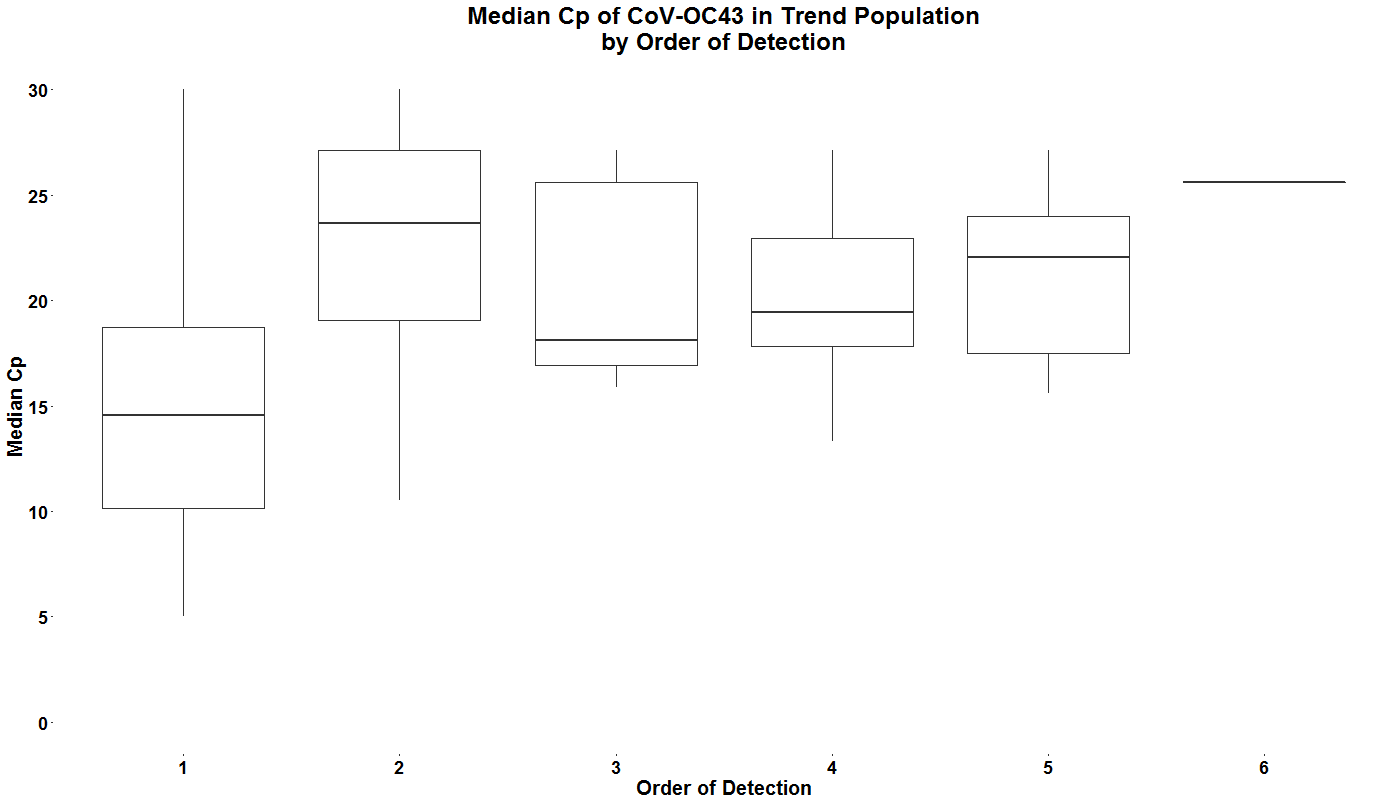 Median Cp of CoV-OC43 in Trend Population
by Order of Detection
30
25
20
15
10
5
0
Median Cp
1 2 3 4 5 6
Order of Detection